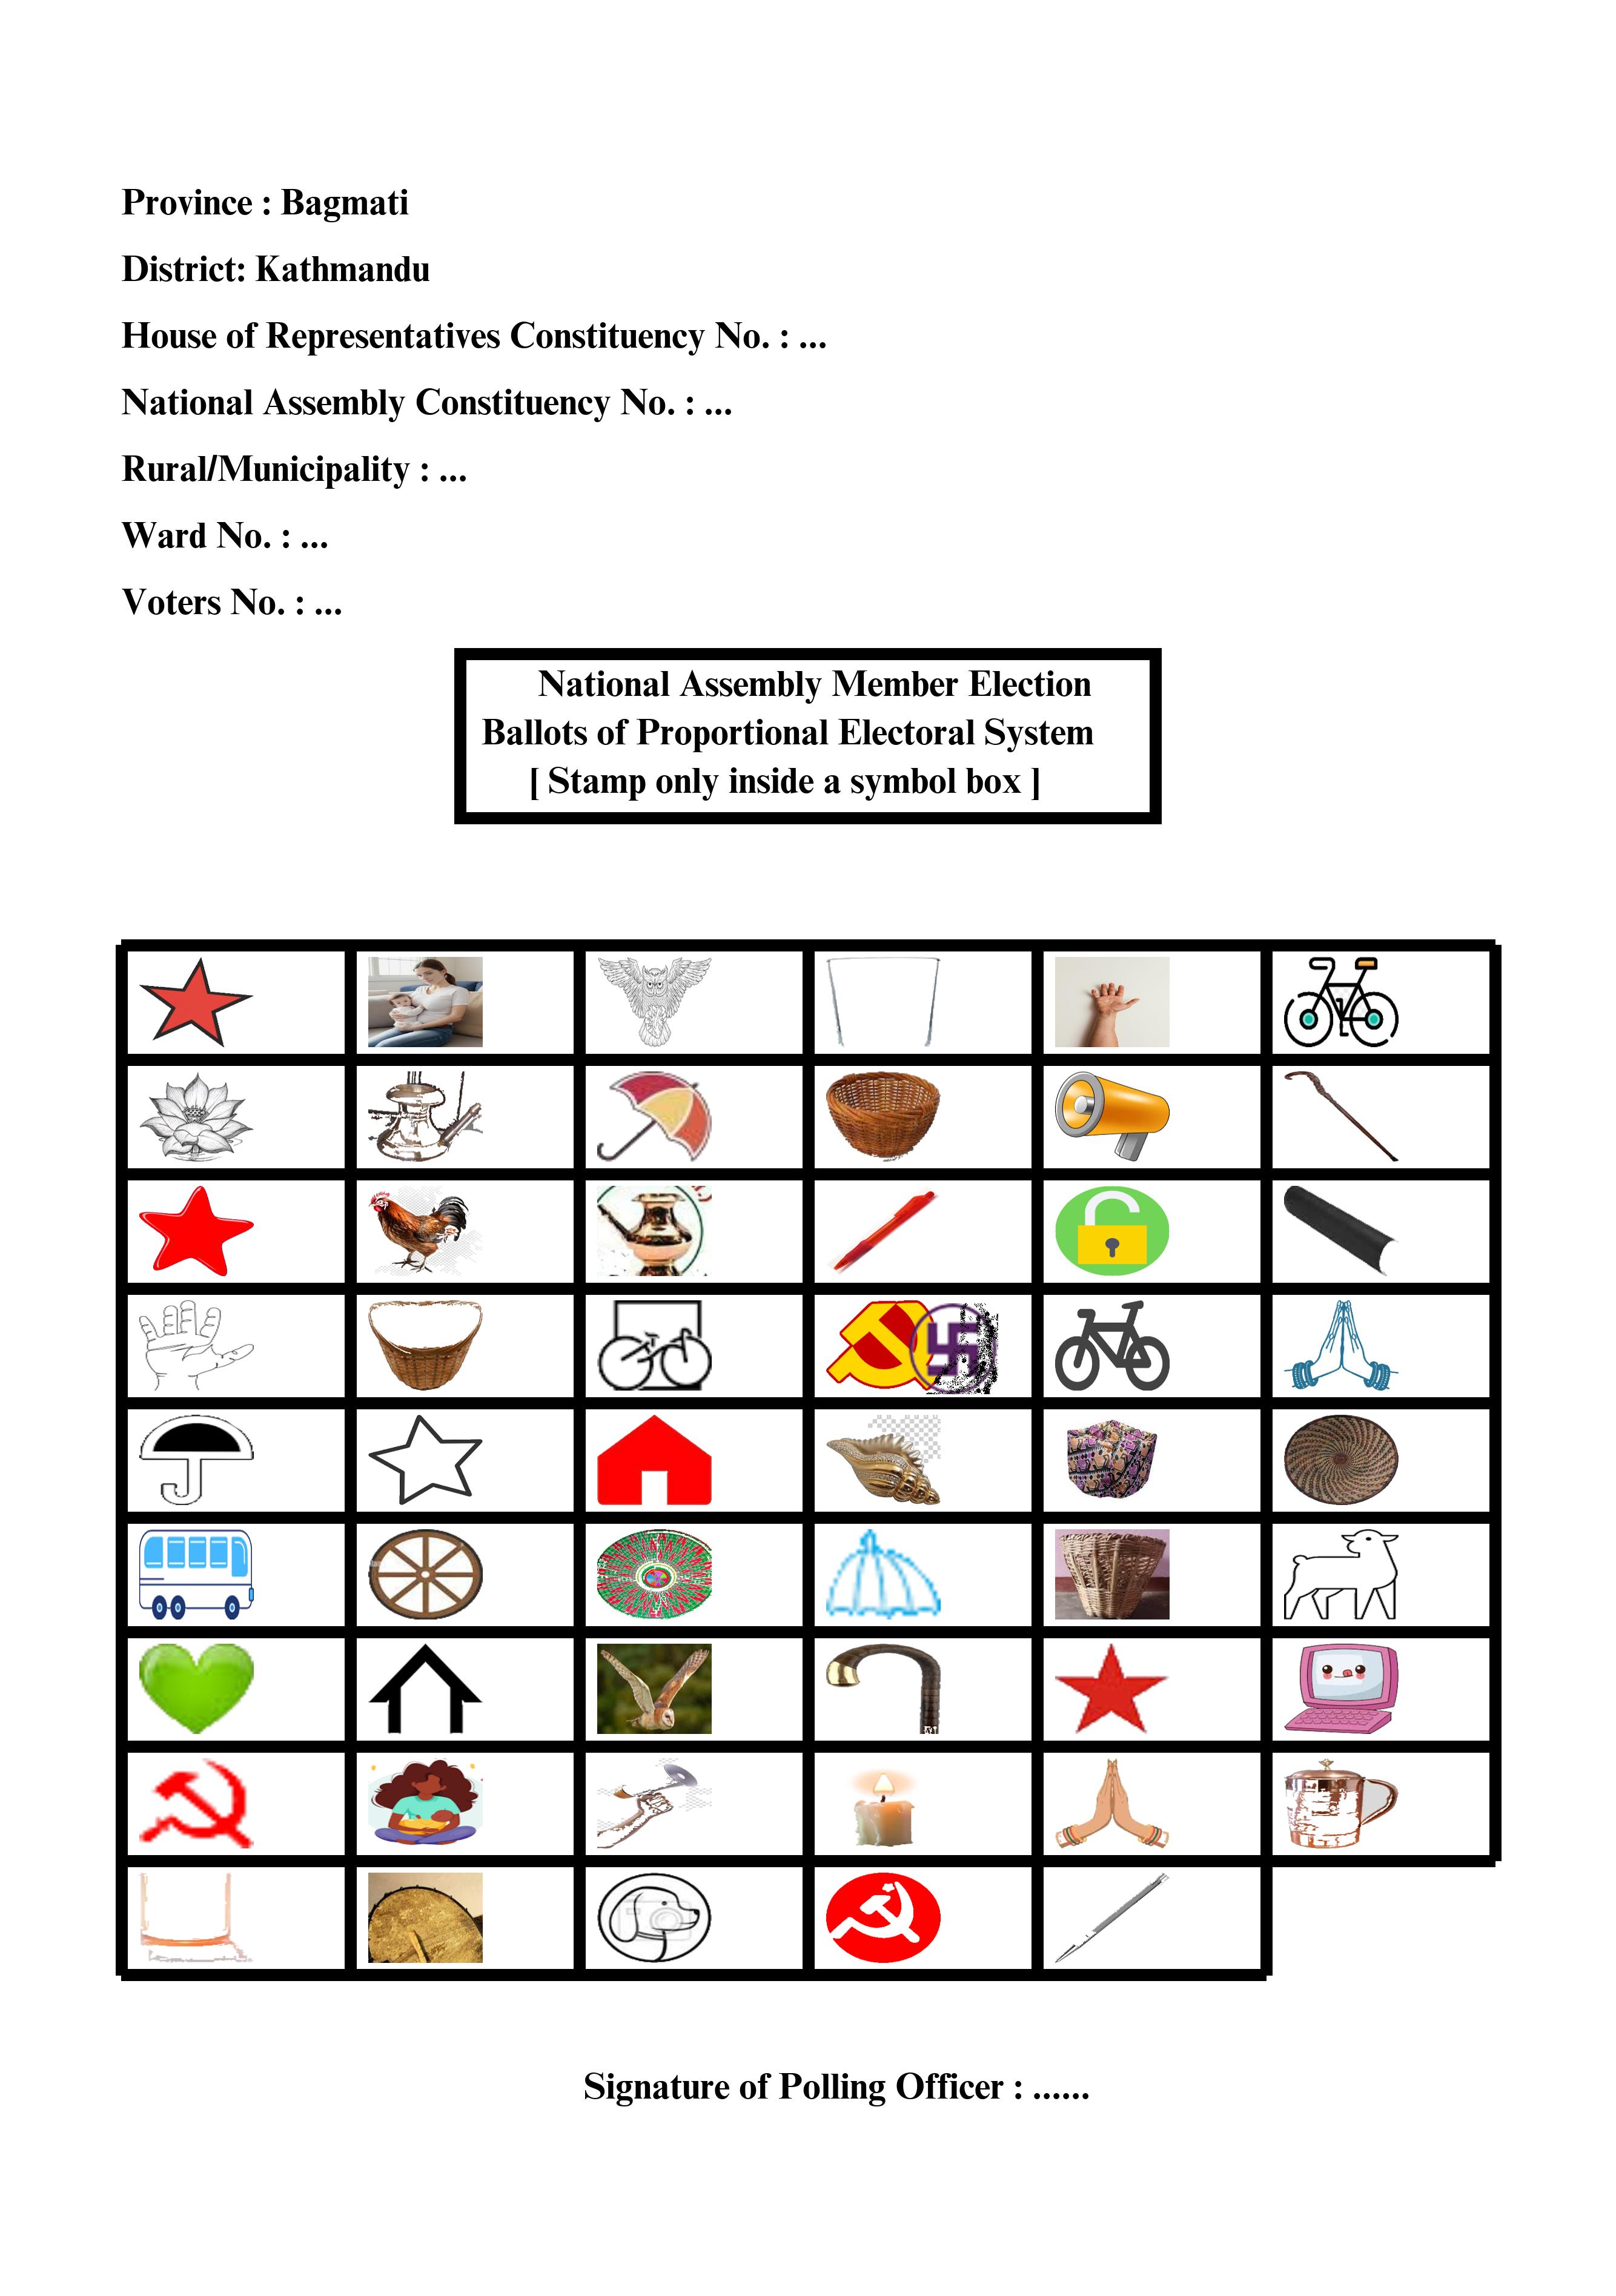 Province : Bagmati
District: Kathmandu
House of Representatives Constituency No. : ...
National Assembly Constituency No. : ...
Rural/Municipality : ...
Ward No. : ...
Voters No. : ...
National Assembly Member Election
Ballots of Proportional Electoral System
[ Stamp only inside a symbol box ]
Signature of Polling Officer : ......